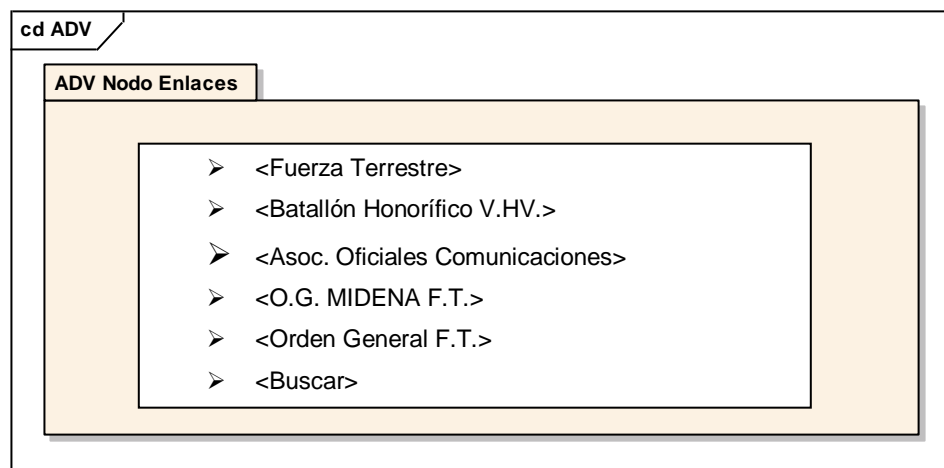 cd ADV
ADV Nodo Enlaces
➢ <Fuerza Terrestre>
➢ <Batallón Honorífico V.HV.>
➢ <Asoc. Oficiales Comunicaciones>
➢ <O.G. MIDENA F.T.>
➢ <Orden General F.T.>
➢ <Buscar>